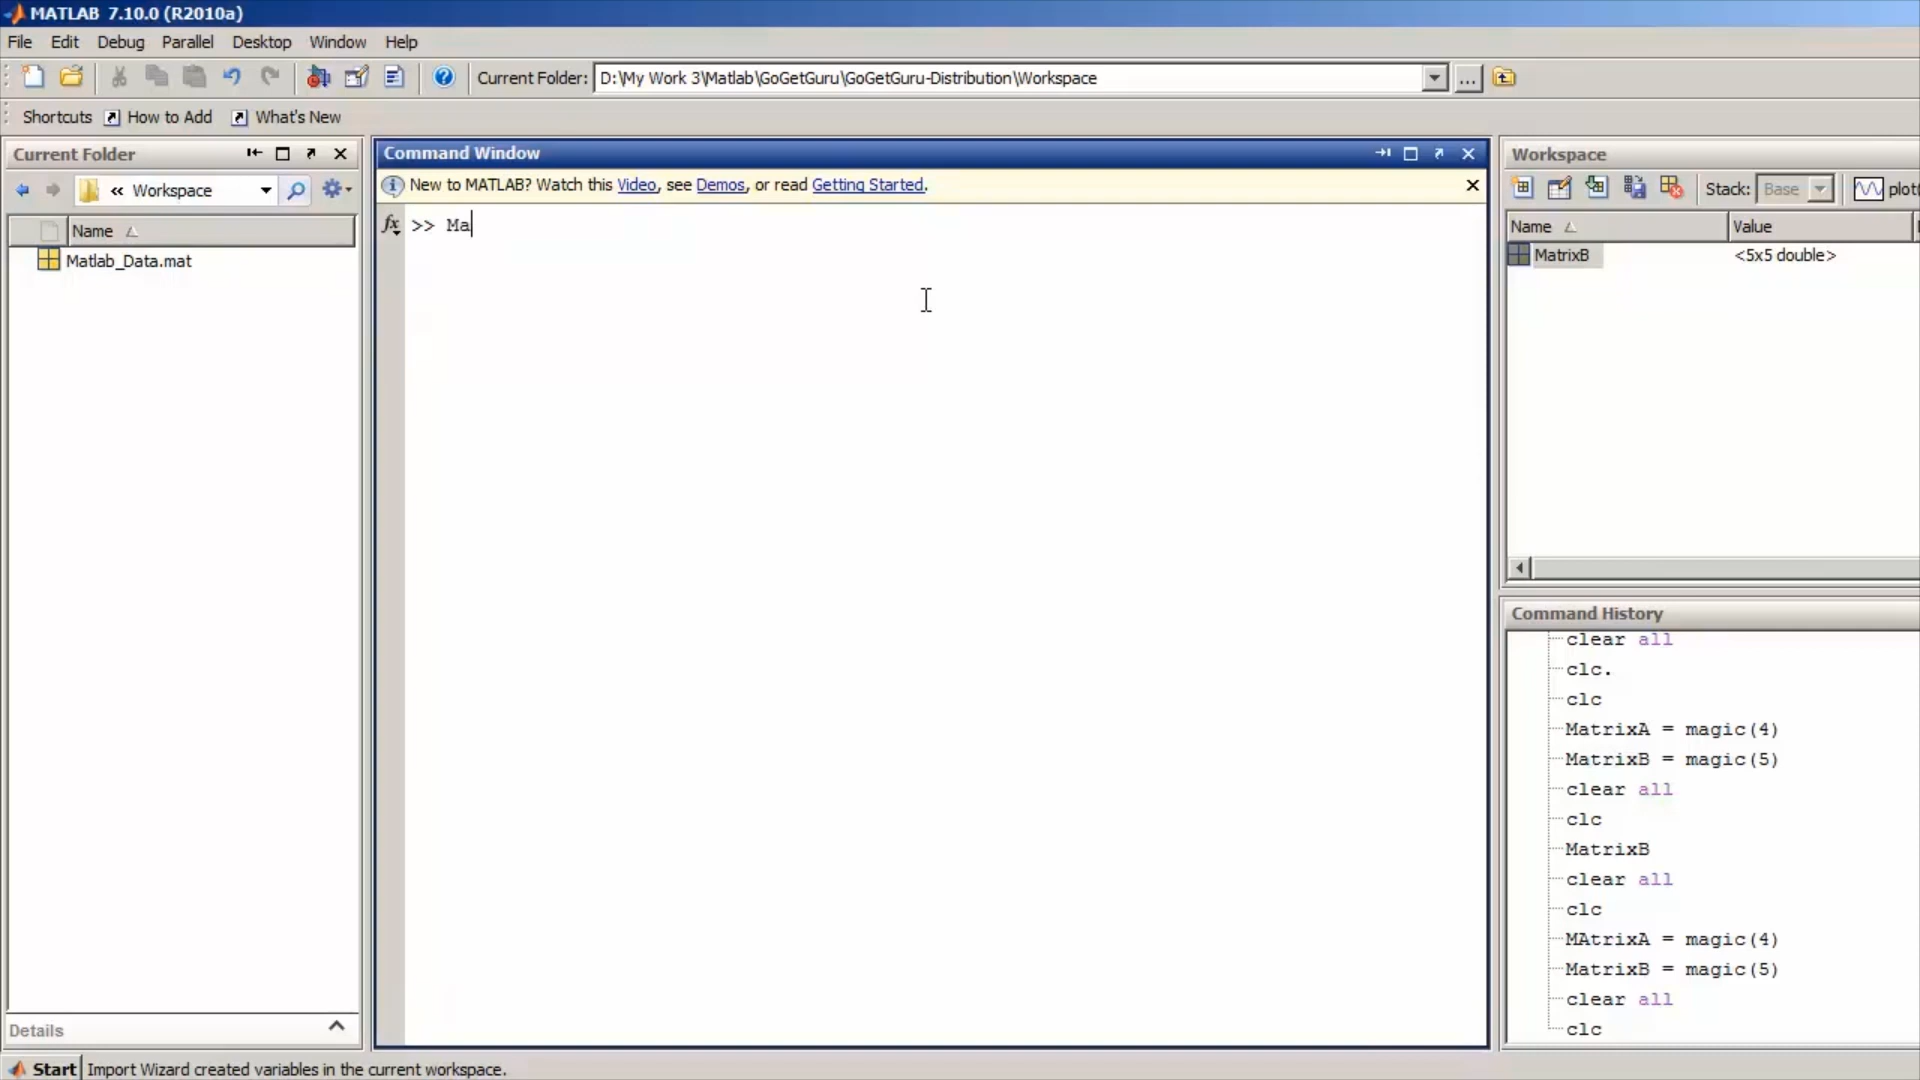 MATLAB 7.10.0 (R2010a)
File Edit Debug Parallel Desktop Window Help
Current Folder: D:\My Work 3\Matlab\GoGetGuru\GoGetGuru-Distribution\Workspace ...
Shortcuts How to Add What's New
Current Folder
« Workspace
Name
Matlab_Data.mat
Details
Command Window
New to MATLAB? Watch this Video, see Demos, or read Getting Started.
fx >> Ma
Workspace
Stack: Base plot(
Name Value
MatrixB <5x5 double>
Command History
clear all
clc.
clc
MatrixA = magic(4)
MatrixB = magic(5)
clear all
clc
MatrixB
clear all
clc
MAtrixA = magic(4)
MatrixB = magic(5)
clear all
clc
Start Import Wizard created variables in the current workspace.